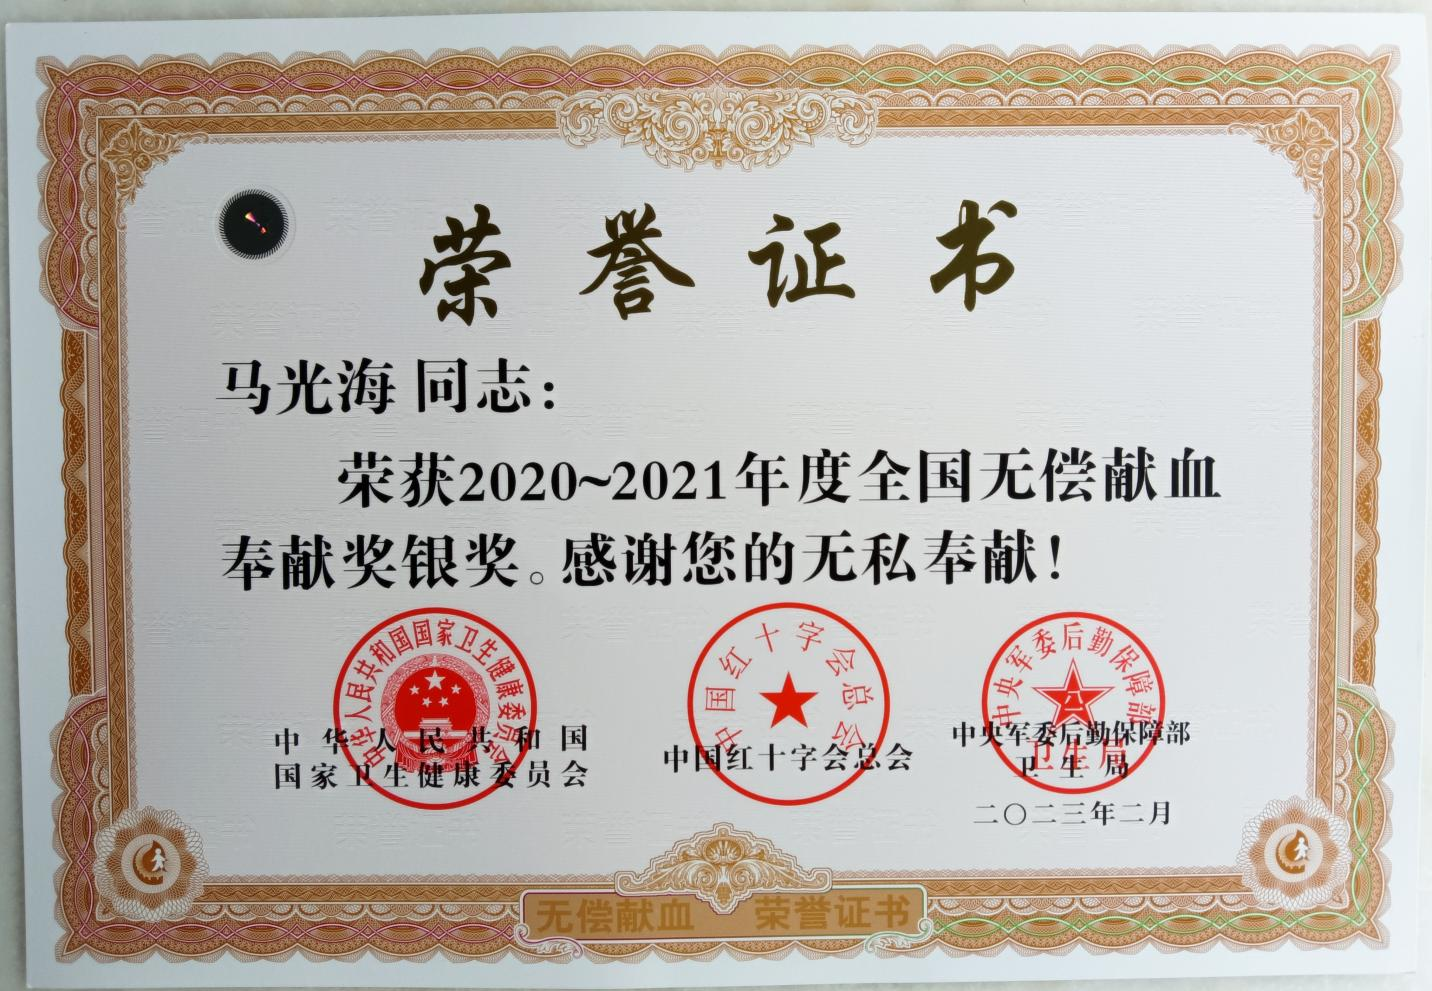 荣誉证书
马光海 同志：
荣获2020~2021年度全国无偿献血
奉献奖银奖。感谢您的无私奉献！
中华人民共和国国家卫生健康委员会
中国红十字会总会
中央军委后勤保障部
卫生局
中华人民共和国
国家卫生健康委员会
中国红十字会总会
中央军委后勤保障部
卫生局
二〇二三年二月
无偿献血 荣誉证书